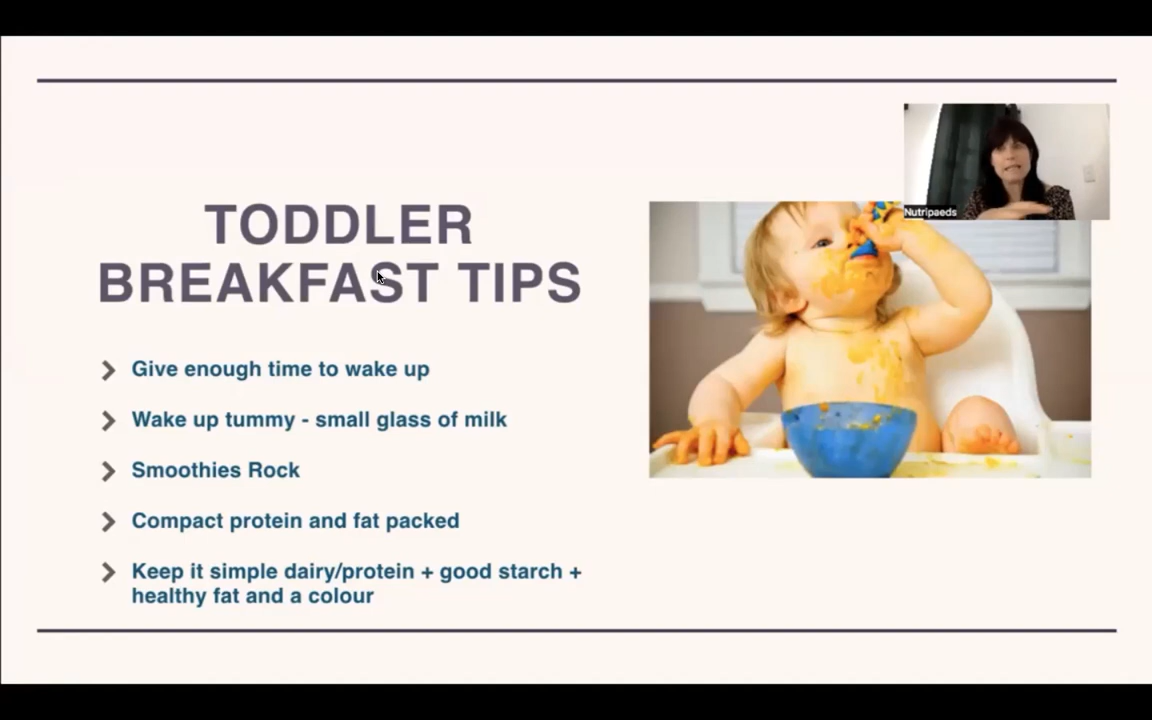 Nutripaeds
TODDLER
BREAKFAST TIPS
Give enough time to wake up
Wake up tummy - small glass of milk
Smoothies Rock
Compact protein and fat packed
Keep it simple dairy/protein + good starch +
healthy fat and a colour